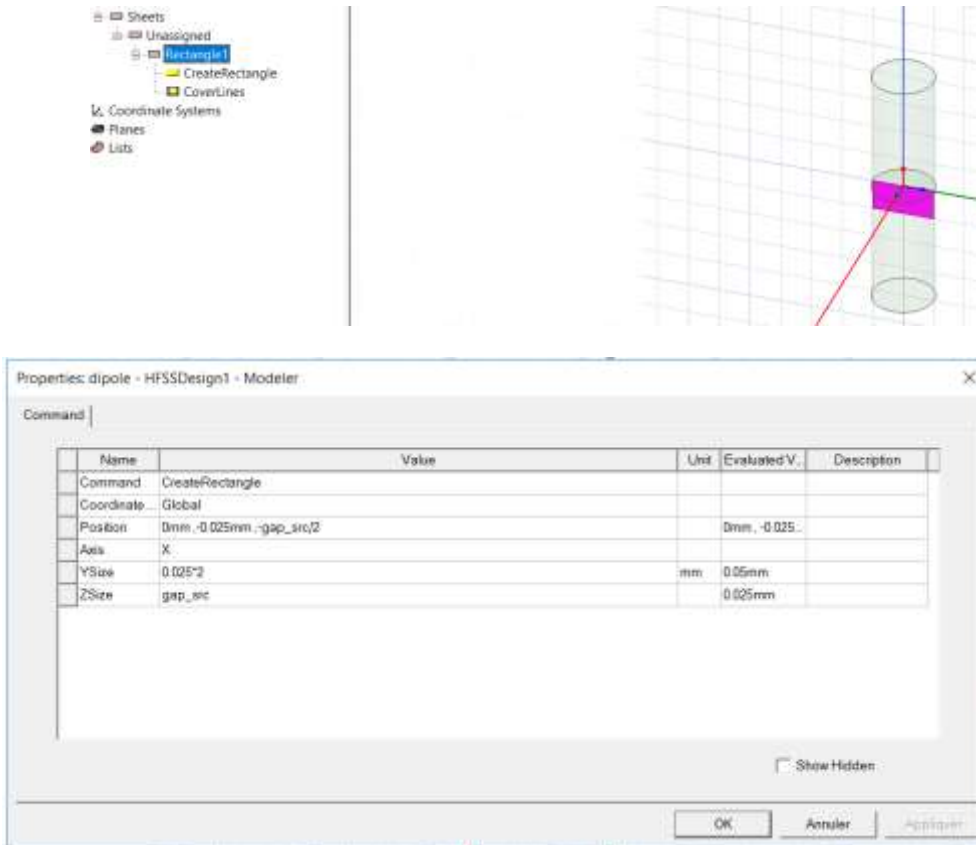 Sheets
Unassigned
Rectangle1
CreateRectangle
CoverLines
Coordinate Systems
Planes
Lists
Properties: dipole - HFSSDesign1 - Modeler
Command
Name Value Unit Evaluated V... Description
Command CreateRectangle
Coordinate... Global
Position 0mm ,-0.025mm ,-gap_src/2 0mm , -0.025...
Axis X
YSize 0.025*2 mm 0.05mm
ZSize gap_src 0.025mm
Show Hidden
OK Annuler Appliquer